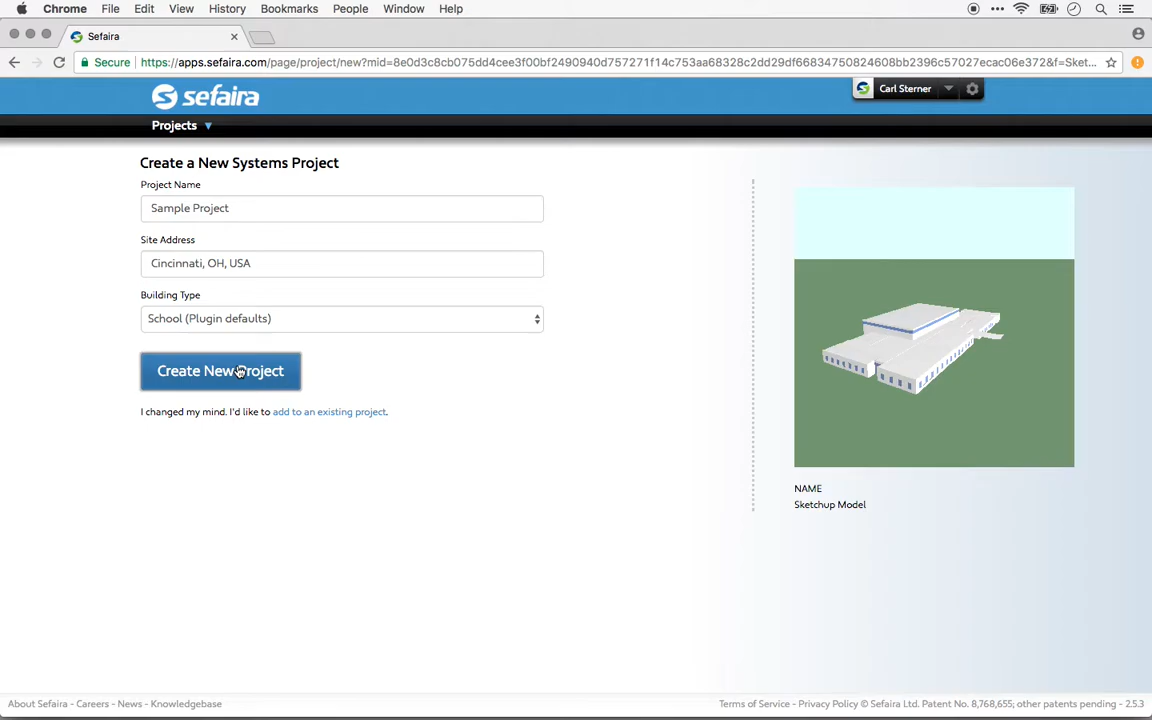 Chrome File Edit View History Bookmarks People Window Help
Sefaira
Secure https://apps.sefaira.com/page/project/new?mid=8e0d3c8cb075dd4cee3f00bf2490940d757271f14c753aa68328c2dd29df66834750824608bb2396c57027ecac06e372&f=Sket...
sefaira
Carl Sterner
Projects
Create a New Systems Project
Project Name
Sample Project
Site Address
Cincinnati, OH, USA
Building Type
School (Plugin defaults)
Create New Project
I changed my mind. I'd like to add to an existing project.
NAME
Sketchup Model
About Sefaira - Careers - News - Knowledgebase
Terms of Service - Privacy Policy © Sefaira Ltd. Patent No. 8,768,655; other patents pending - 2.5.3